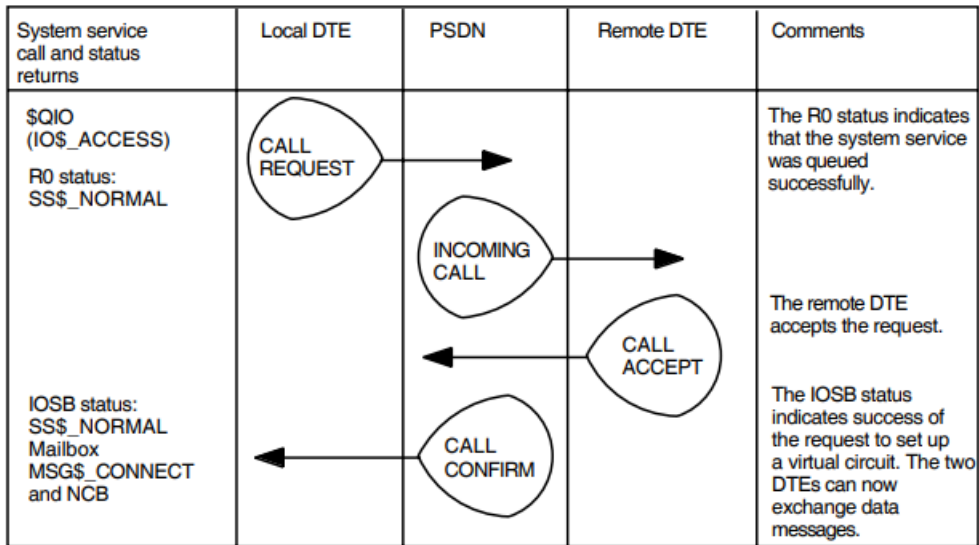 System service
call and status
returns
Local DTE
PSDN
Remote DTE
Comments
$QIO
(IO$_ACCESS)
R0 status:
SS$_NORMAL
CALL
REQUEST
The R0 status indicates
that the system service
was queued
successfully.
INCOMING
CALL
The remote DTE
accepts the request.
CALL
ACCEPT
IOSB status:
SS$_NORMAL
Mailbox
MSG$_CONNECT
and NCB
CALL
CONFIRM
The IOSB status
indicates success of
the request to set up
a virtual circuit. The two
DTEs can now
exchange data
messages.